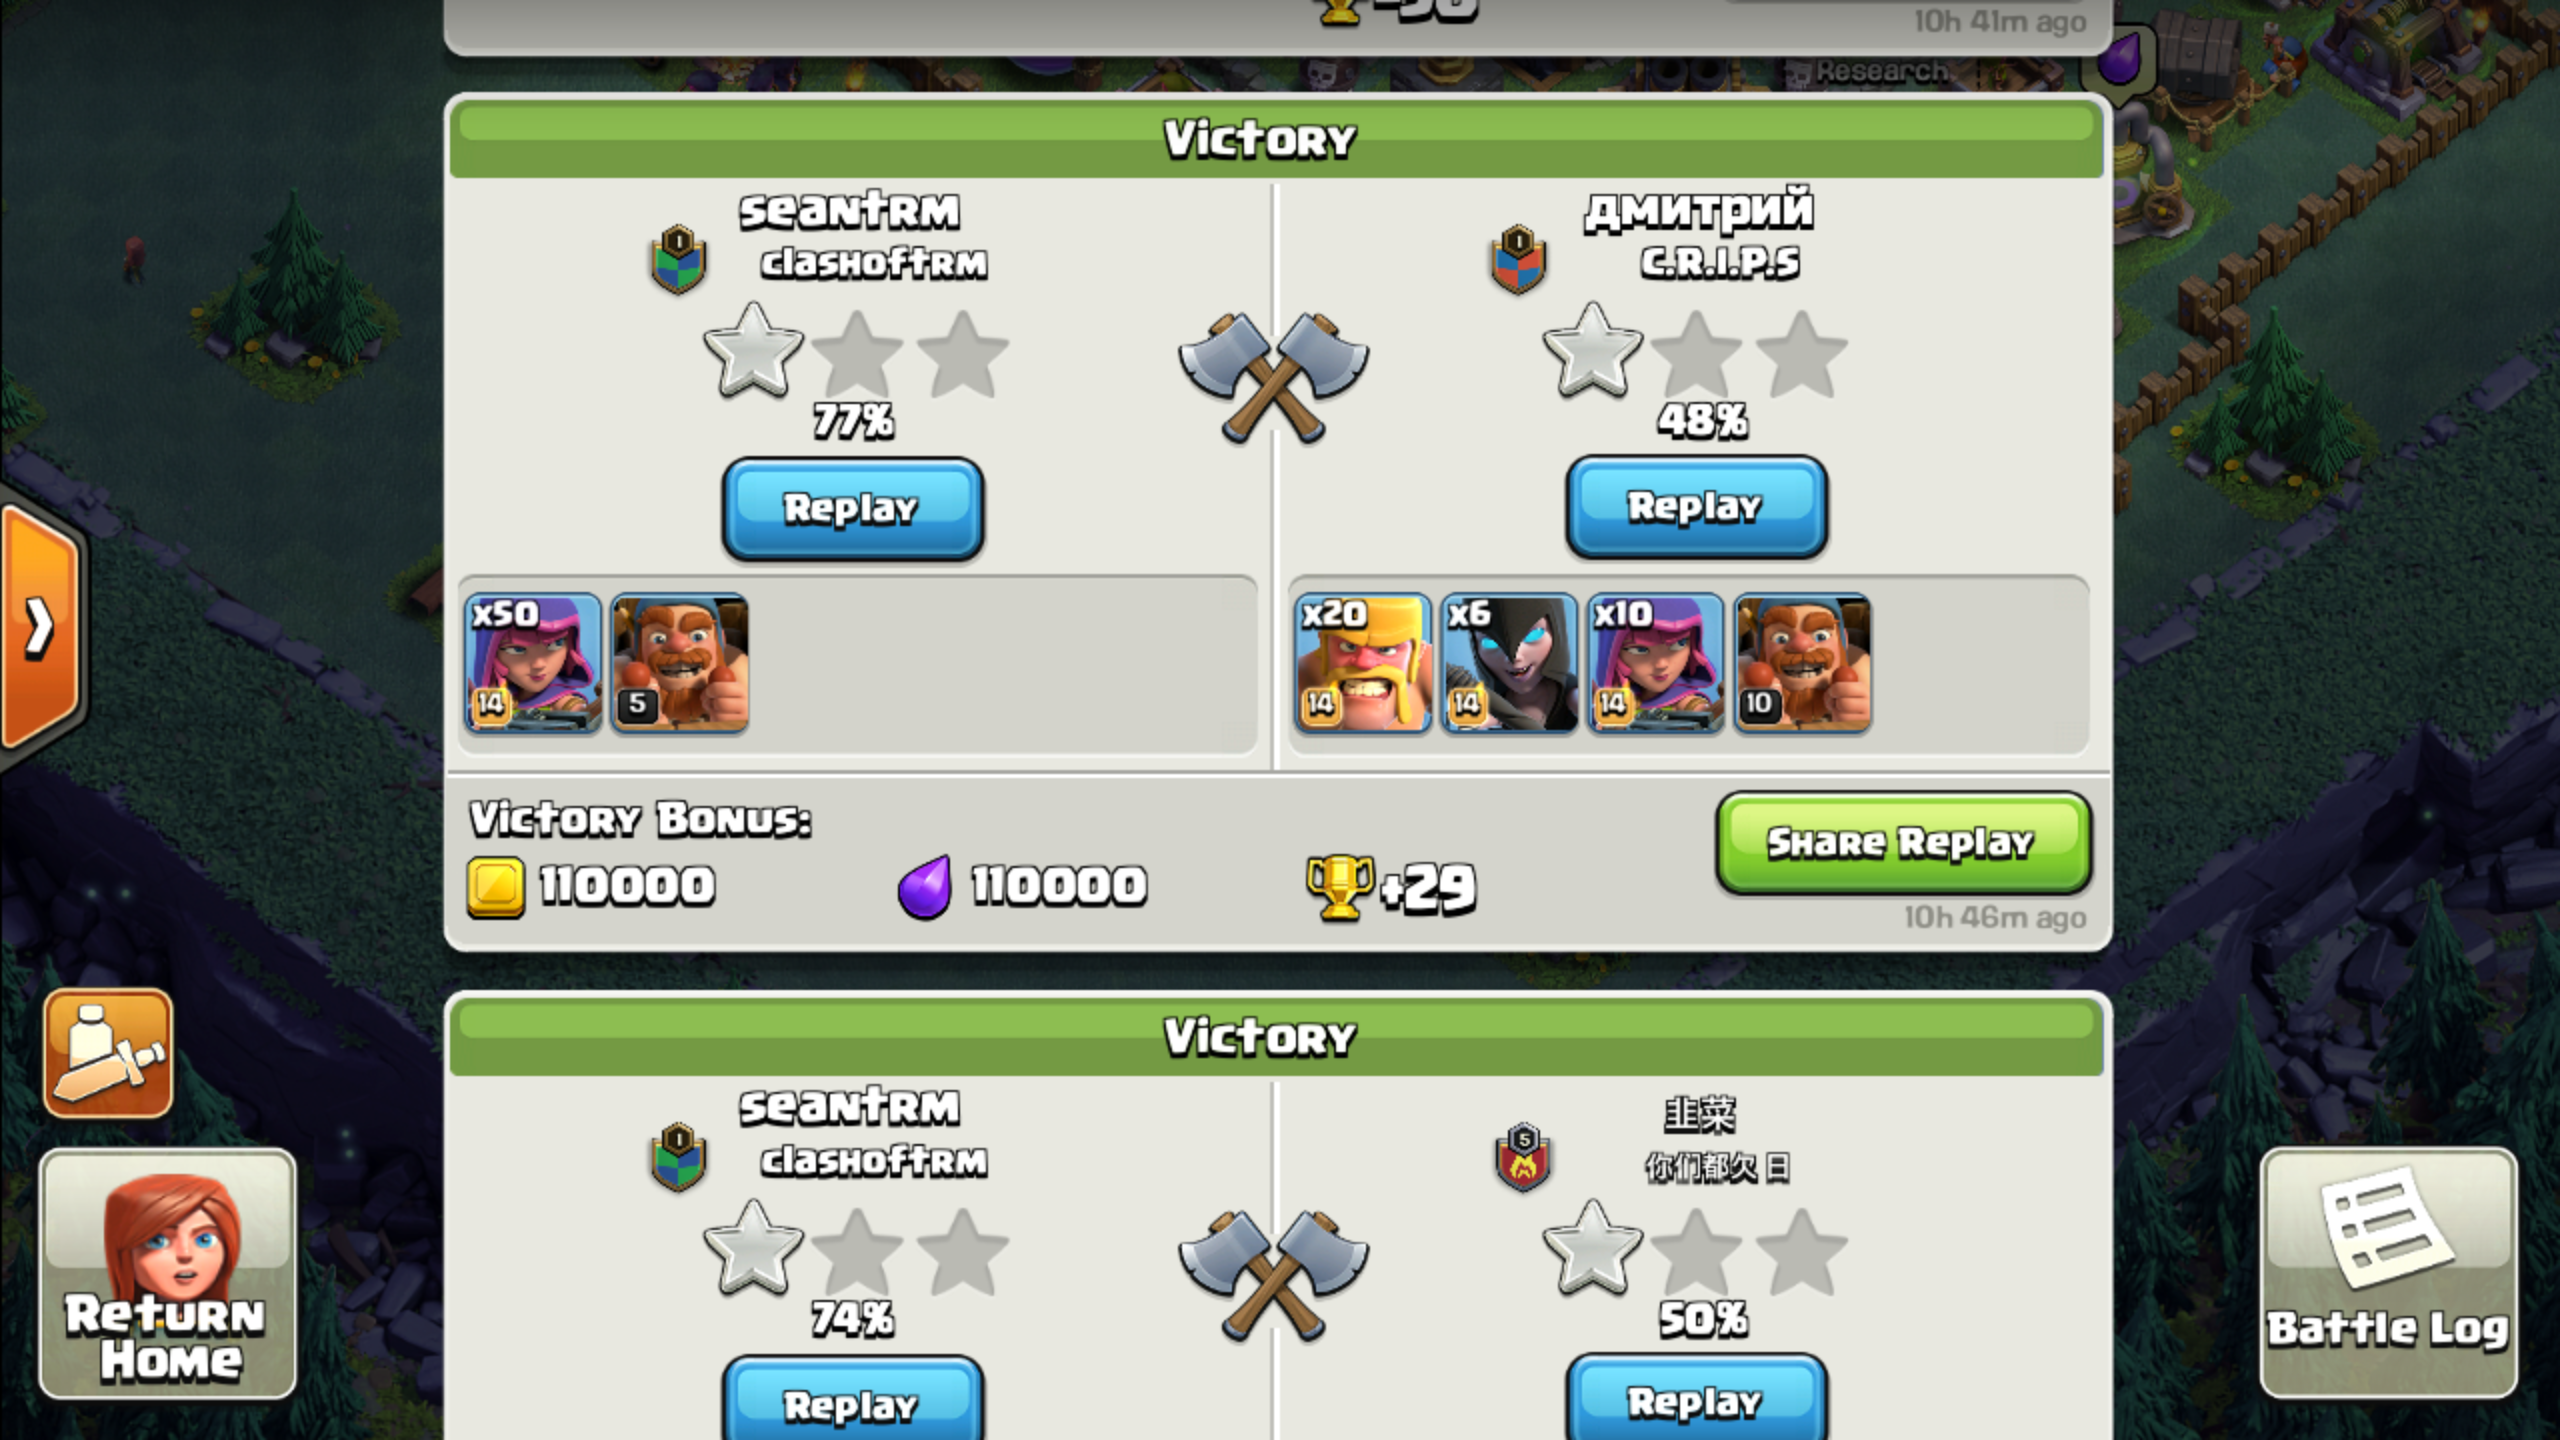 10h 41m ago
Research
Victory
seantrm
clashoftrm
дмитрий
C.R.I.P.S
77%
48%
Replay
Replay
x50
14
5
x20
14
x6
14
x10
14
10
Victory Bonus:
110000
110000
+29
Share Replay
10h 46m ago
Victory
seantrm
clashoftrm
韭菜
你们都欠日
74%
50%
Replay
Replay
Return
Home
Battle Log